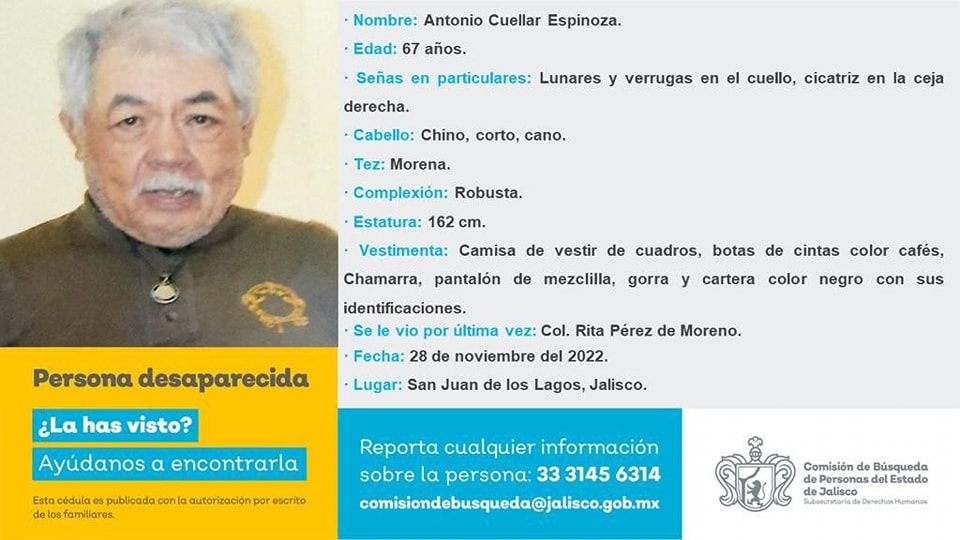 · Nombre: Antonio Cuellar Espinoza.
· Edad: 67 años.
· Señas en particulares: Lunares y verrugas en el cuello, cicatriz en la ceja
derecha.
· Cabello: Chino, corto, cano.
· Tez: Morena.
· Complexión: Robusta.
· Estatura: 162 cm.
· Vestimenta: Camisa de vestir de cuadros, botas de cintas color cafés,
Chamarra, pantalón de mezclilla, gorra y cartera color negro con sus
identificaciones.
· Se le vio por última vez: Col. Rita Pérez de Moreno.
· Fecha: 28 de noviembre del 2022.
· Lugar: San Juan de los Lagos, Jalisco.
Persona desaparecida
¿La has visto?
Ayúdanos a encontrarla
Esta cédula es publicada con la autorización por escrito
de los familiares.
Reporta cualquier información
sobre la persona: 33 3145 6314
comisiondebusqueda@jalisco.gob.mx
Comisión de Búsqueda
de Personas del Estado
de Jalisco
Subsecretaría de Derechos Humanos